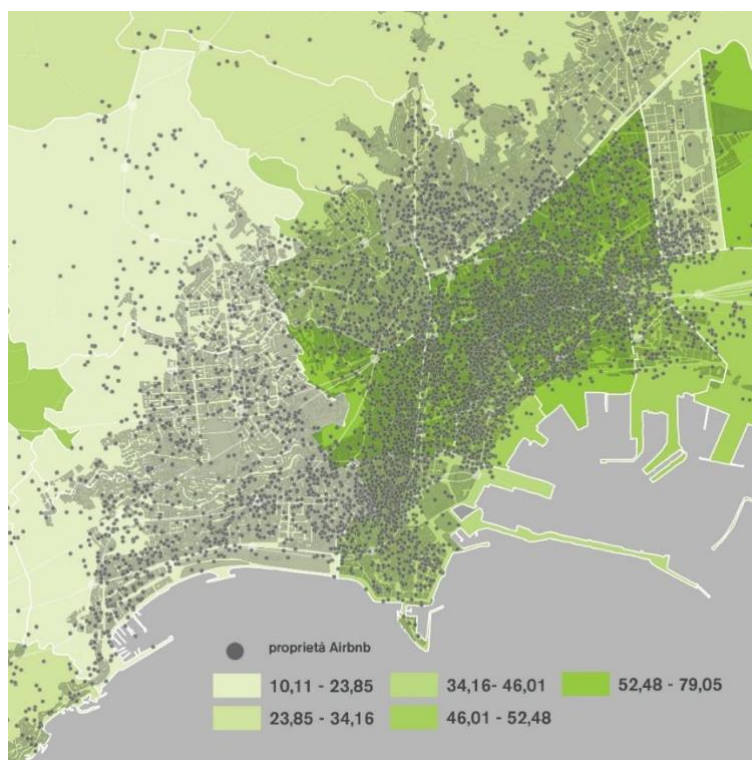 proprietà Airbnb
10,11 - 23,85
34,16- 46,01
52,48 - 79,05
23,85 - 34,16
46,01 - 52,48